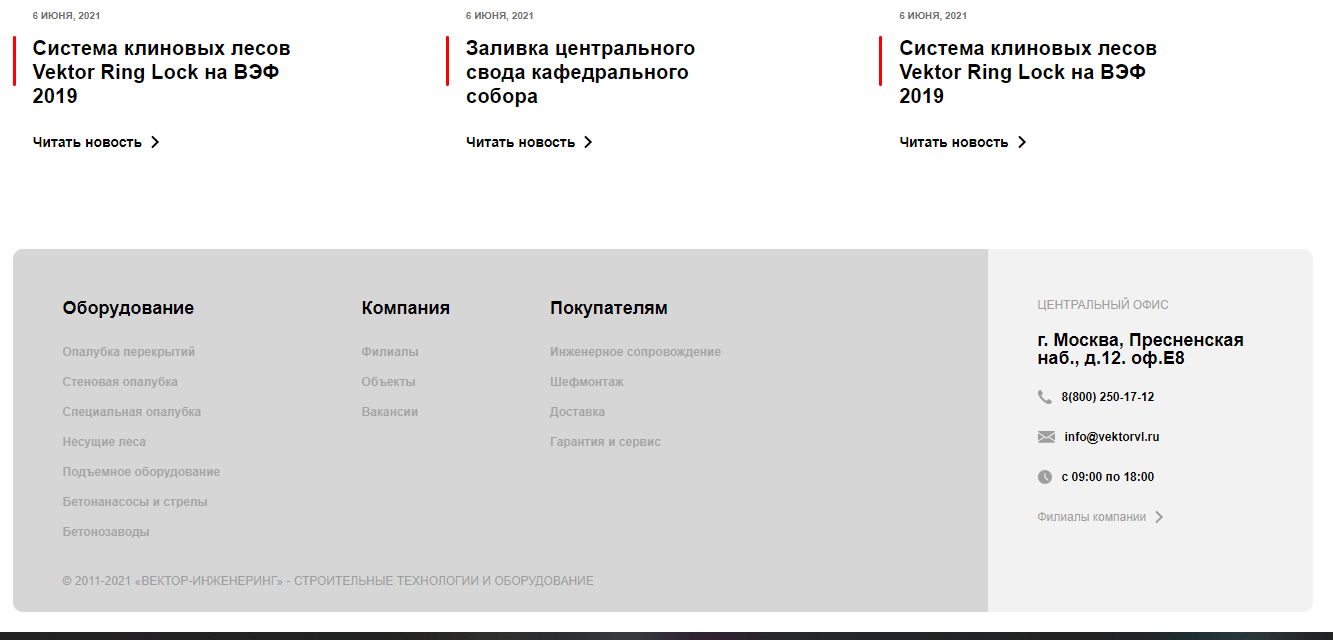 6 ИЮНЯ, 2021
Система клиновых лесов
Vektor Ring Lock на ВЭФ
2019
Читать новость
6 ИЮНЯ, 2021
Заливка центрального
свода кафедрального
собора
Читать новость
6 ИЮНЯ, 2021
Система клиновых лесов
Vektor Ring Lock на ВЭФ
2019
Читать новость
Оборудование
Опалубка перекрытий
Стеновая опалубка
Специальная опалубка
Несущие леса
Подъемное оборудование
Бетонанасосы и стрелы
Бетонозаводы
Компания
Филиалы
Объекты
Вакансии
Покупателям
Инженерное сопровождение
Шефмонтаж
Доставка
Гарантия и сервис
© 2011-2021 «ВЕКТОР-ИНЖЕНЕРИНГ» - СТРОИТЕЛЬНЫЕ ТЕХНОЛОГИИ И ОБОРУДОВАНИЕ
ЦЕНТРАЛЬНЫЙ ОФИС
г. Москва, Пресненская
наб., д.12. оф.Е8
8(800) 250-17-12
info@vektorvl.ru
с 09:00 по 18:00
Филиалы компании